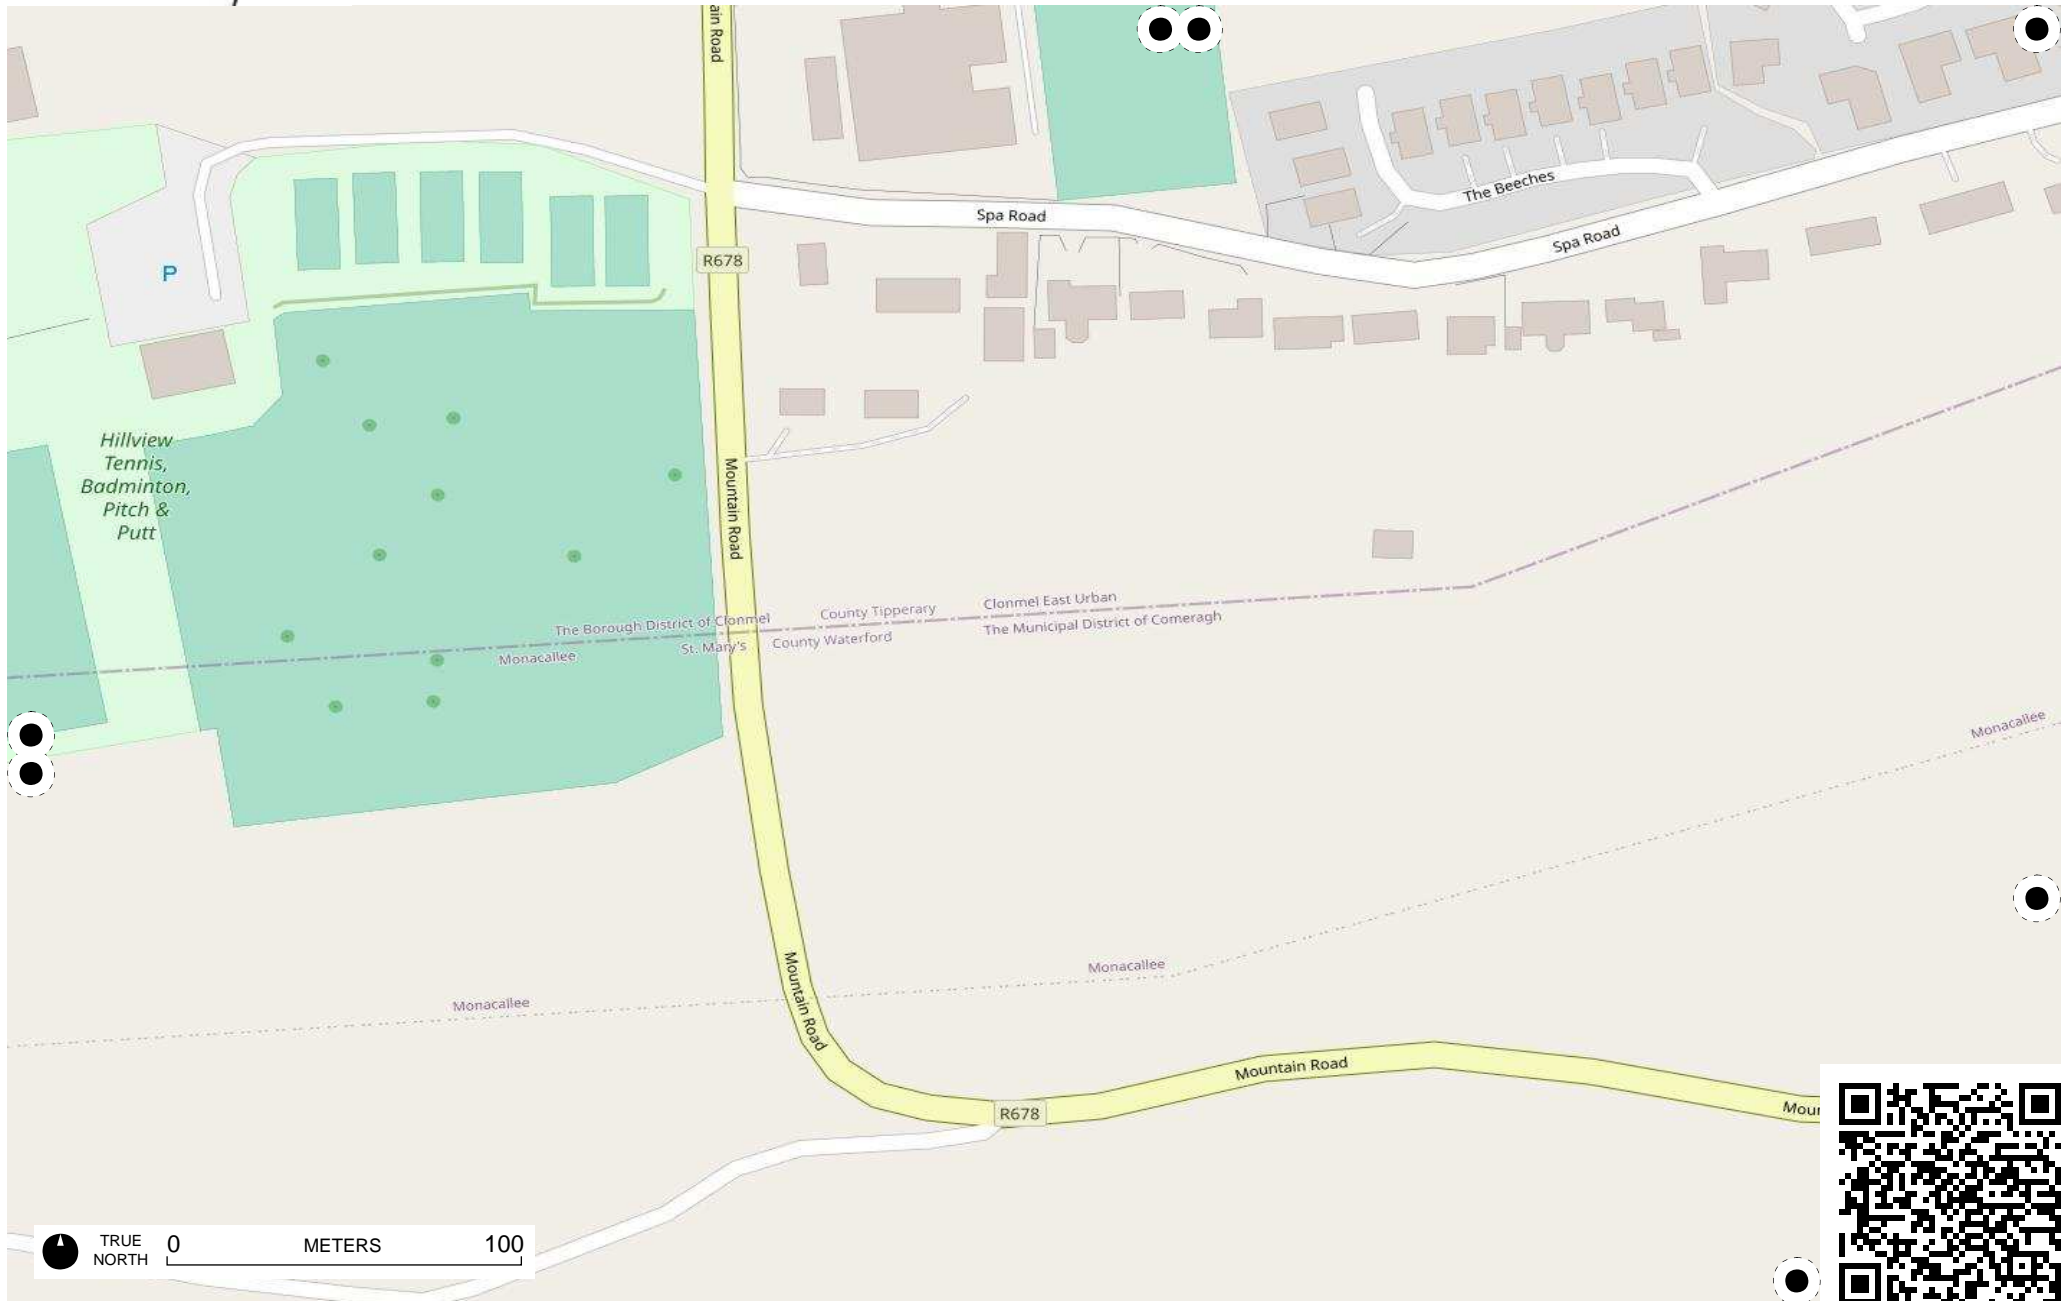 ain Road
The Beeches
Spa Road
Spa Road
R678
P
Hillview
Tennis,
Badminton,
Pitch &
Putt
Mountain Road
The Borough District of Clonmel
County Tipperary
Clonmel East Urban
Monacallee
St. Mary's
County Waterford
The Municipal District of Comeragh
Monacallee
Monacallee
Monacallee
Mountain Road
Mountain Road
R678
Moun
TRUE
NORTH
0 METERS 100